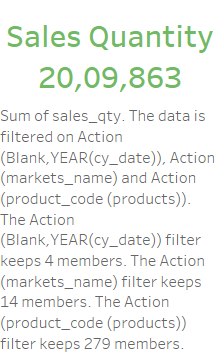 Sales Quantity
20,09,863
Sum of sales_qty. The data is
filtered on Action
(Blank,YEAR(cy_date)), Action
(markets_name) and Action
(product_code (products)).
The Action
(Blank,YEAR(cy_date)) filter
keeps 4 members. The Action
(markets_name) filter keeps
14 members. The Action
(product_code (products))
filter keeps 279 members.